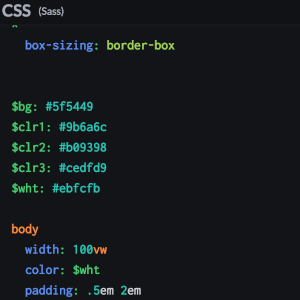 CSS (Sass)
box-sizing: border-box
$bg: #5f5449
$clr1: #9b6a6c
$clr2: #b09398
$clr3: #cedfd9
$wht: #ebfcfb
body
width: 100vw
color: $wht
padding: .5em 2em